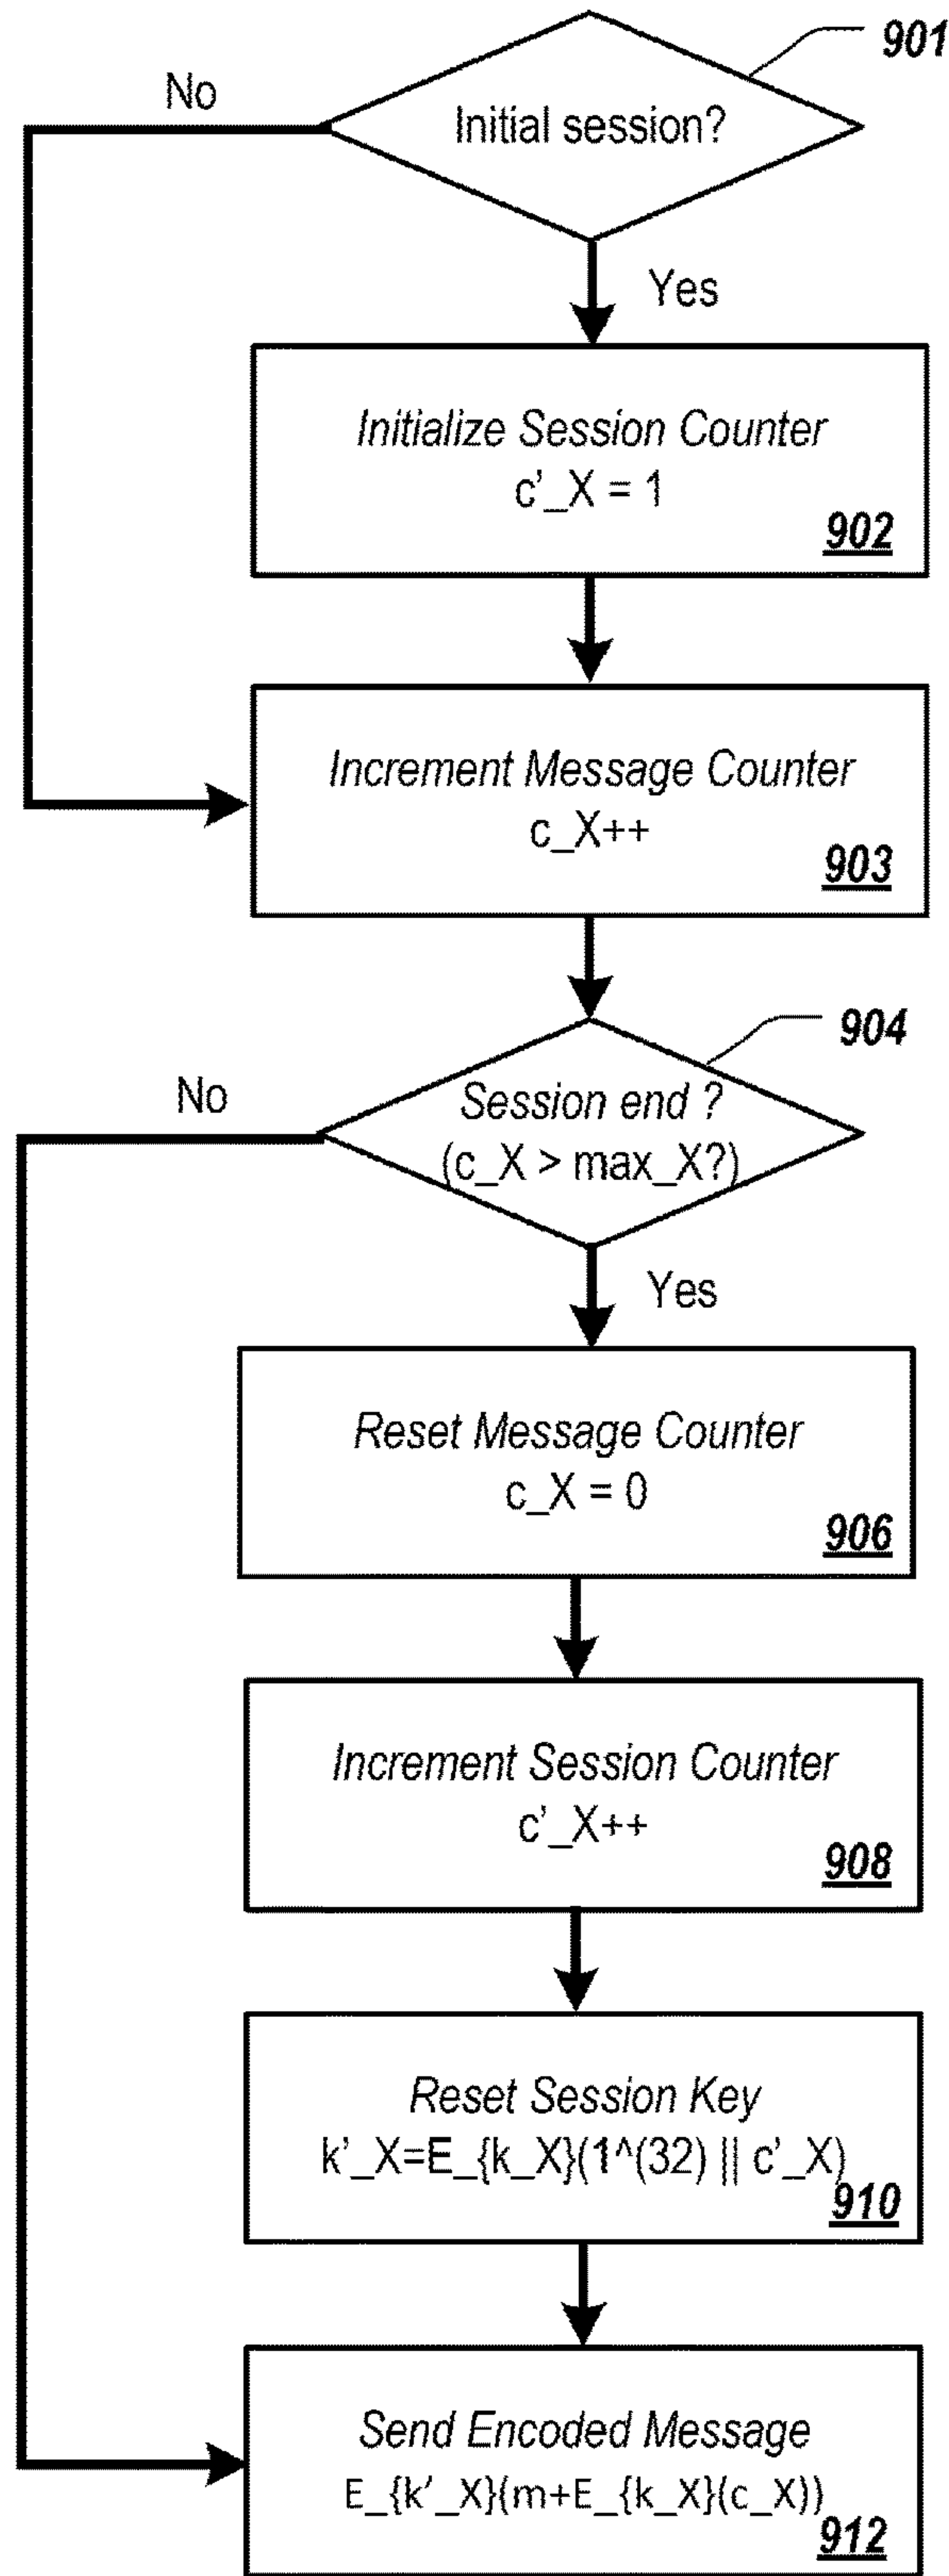 901
No
Initial session?
Yes
Initialize Session Counter
c’_X = 1
902
Increment Message Counter
c_X++
903
904
No
Session end ?
(c_X > max_X?)
Yes
Reset Message Counter
c_X = 0
906
Increment Session Counter
c’_X++
908
Reset Session Key
k’_X=E_{k_X}(1^(32) || c’_X)
910
Send Encoded Message
E_{k’_X}(m+E_{k_X}(c_X))
912